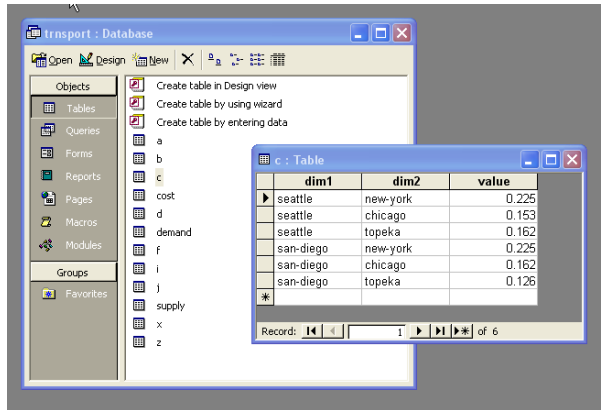 trnsport : Database
Open Design New
Objects
Tables
Queries
Forms
Reports
Pages
Macros
Modules
Groups
Favorites
Create table in Design view
Create table by using wizard
Create table by entering data
a
b
c
cost
d
demand
f
i
j
supply
x
z
c : Table
dim1 dim2 value
seattle new-york 0.225
seattle chicago 0.153
seattle topeka 0.162
san-diego new-york 0.225
san-diego chicago 0.162
san-diego topeka 0.126
Record: 1 of 6